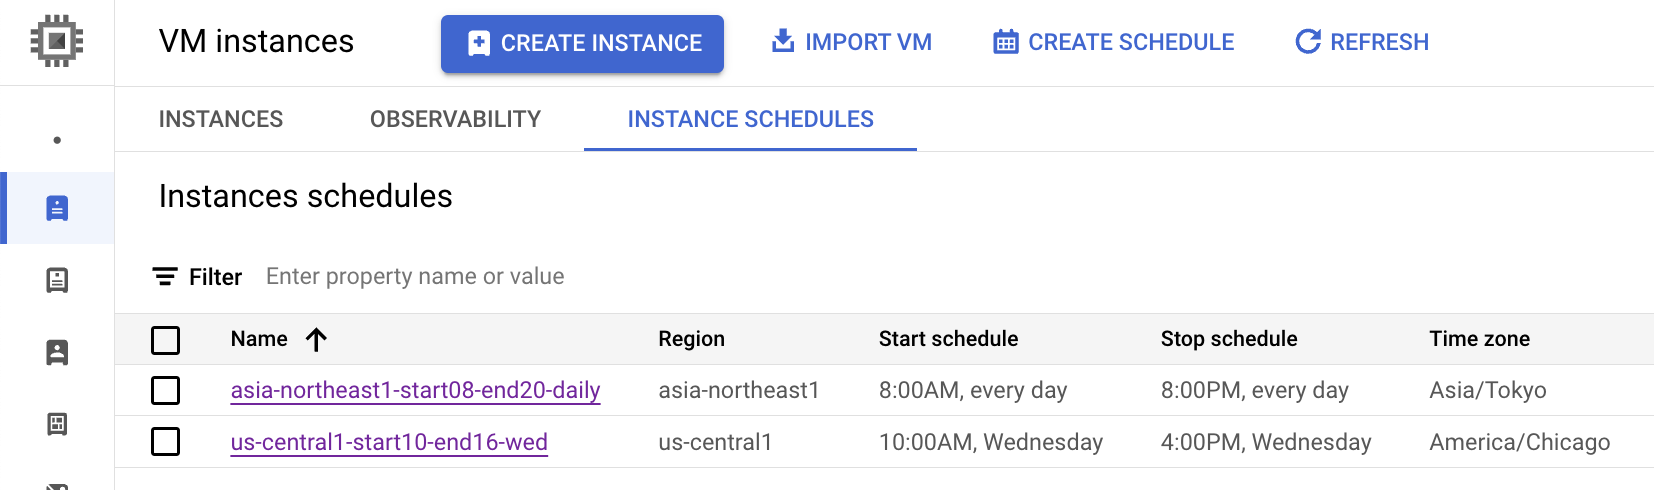 VM instances CREATE INSTANCE IMPORT VM CREATE SCHEDULE REFRESH
INSTANCES OBSERVABILITY INSTANCE SCHEDULES
Instances schedules
Filter Enter property name or value
Name Region Start schedule Stop schedule Time zone
asia-northeast1-start08-end20-daily asia-northeast1 8:00AM, every day 8:00PM, every day Asia/Tokyo
us-central1-start10-end16-wed us-central1 10:00AM, Wednesday 4:00PM, Wednesday America/Chicago